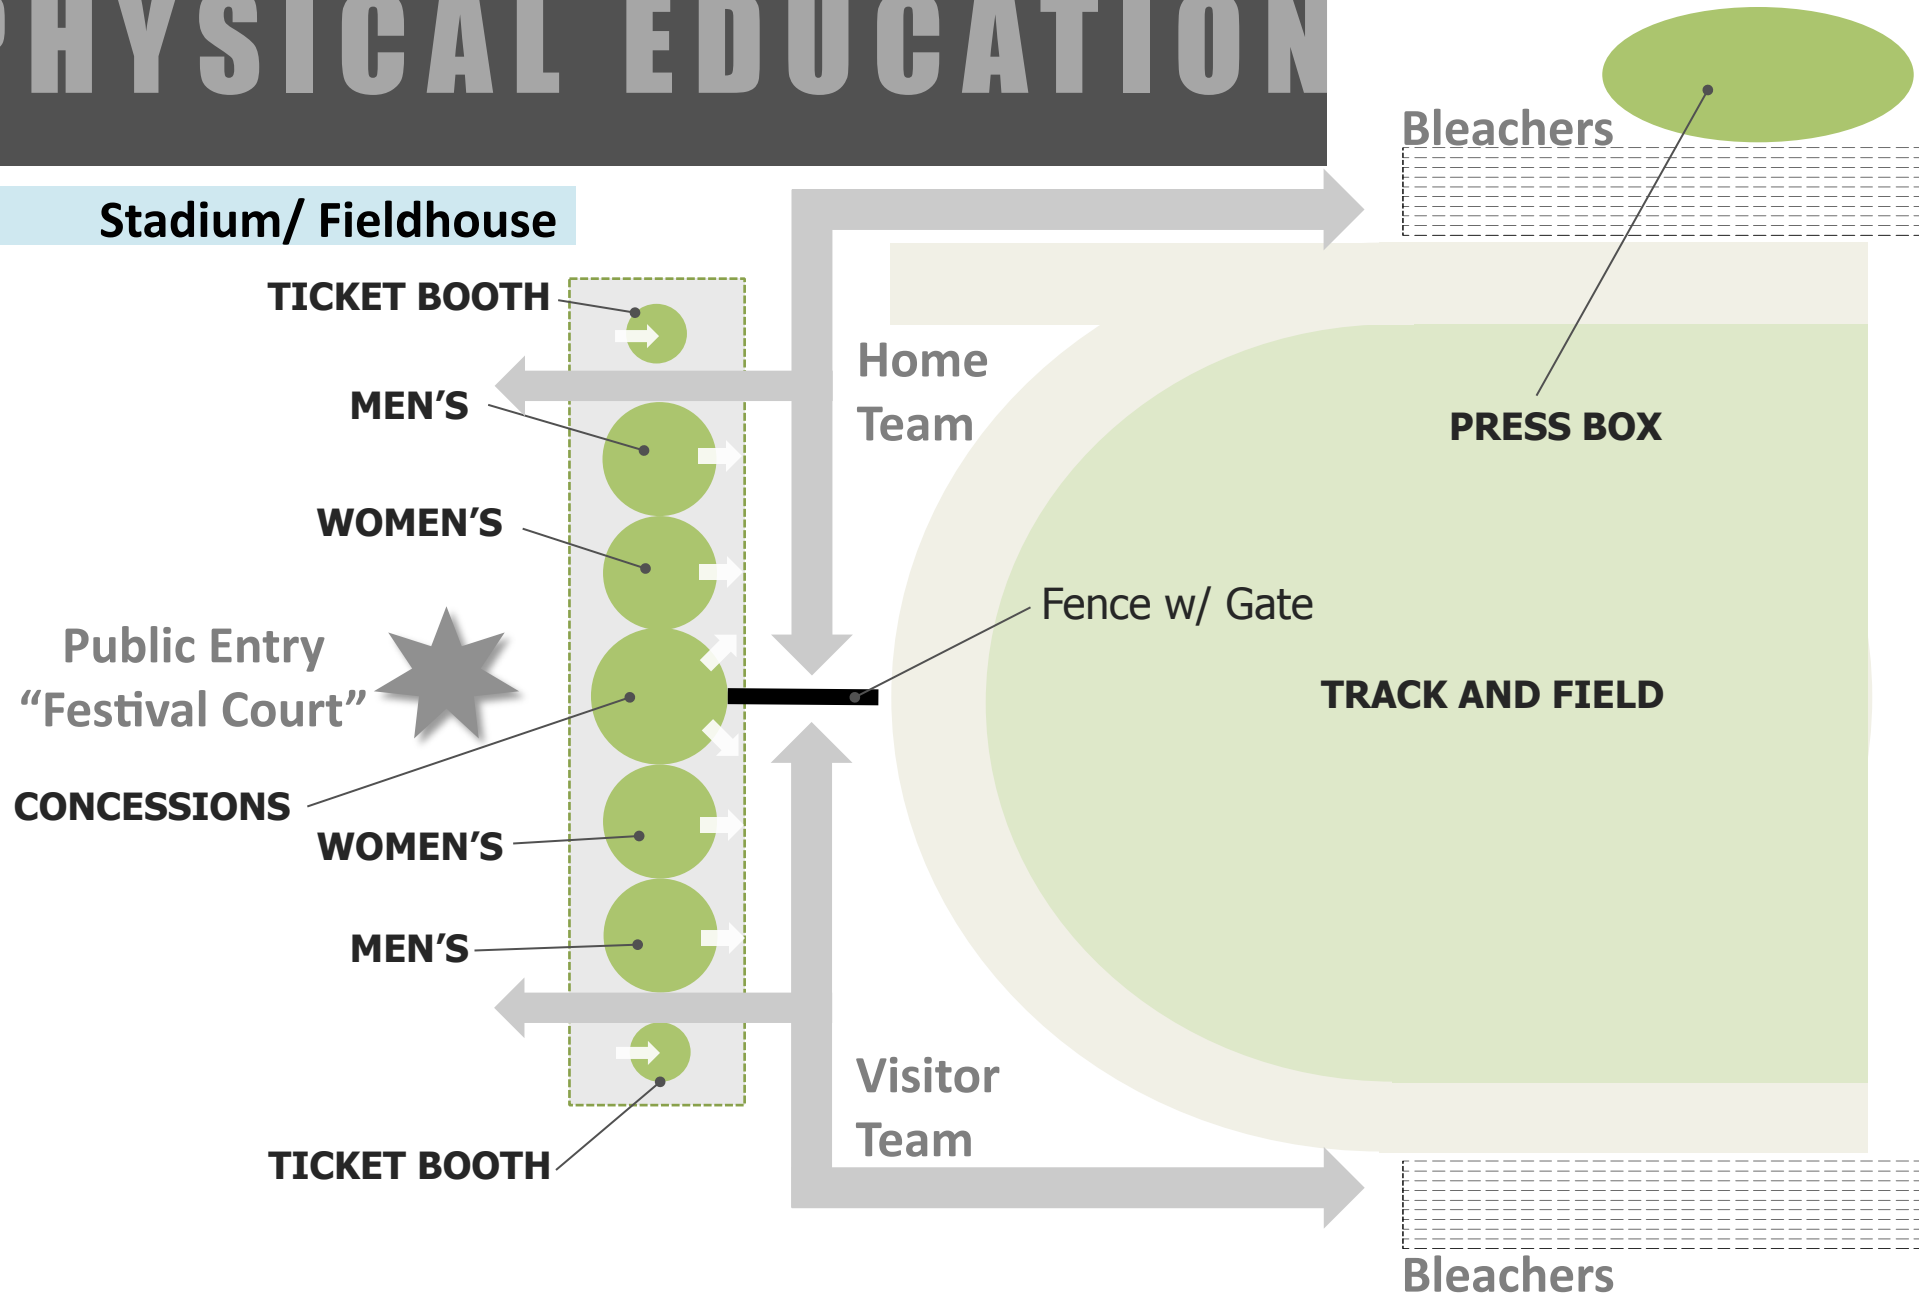 PHYSICAL EDUCATION
Bleachers
Stadium/ Fieldhouse
TICKET BOOTH
Home
Team
MEN’S
PRESS BOX
WOMEN’S
Fence w/ Gate
Public Entry
“Festival Court”
TRACK AND FIELD
CONCESSIONS
WOMEN’S
MEN’S
Visitor
Team
TICKET BOOTH
Bleachers